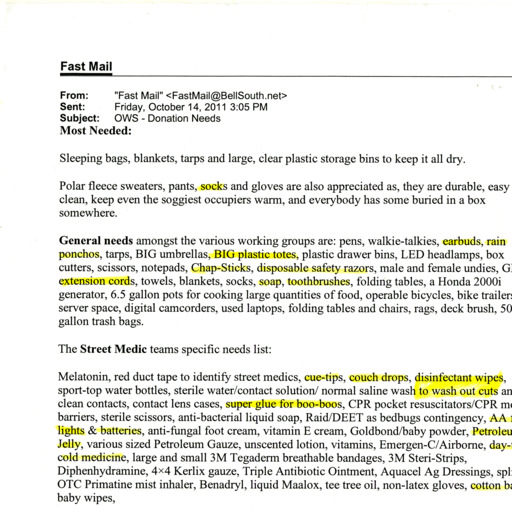 Fast Mail
From: "Fast Mail" <FastMail@BellSouth.net>
Sent: Friday, October 14, 2011 3:05 PM
Subject: OWS - Donation Needs
Most Needed:
Sleeping bags, blankets, tarps and large, clear plastic storage bins to keep it all dry.
Polar fleece sweaters, pants, socks and gloves are also appreciated as, they are durable, easy
clean, keep even the soggiest occupiers warm, and everybody has some buried in a box
somewhere.
General needs amongst the various working groups are: pens, walkie-talkies, earbuds, rain
ponchos, tarps, BIG umbrellas, BIG plastic totes, plastic drawer bins, LED headlamps, box
cutters, scissors, notepads, Chap-Sticks, disposable safety razors, male and female undies, G
extension cords, towels, blankets, socks, soap, toothbrushes, folding tables, a Honda 2000i
generator, 6.5 gallon pots for cooking large quantities of food, operable bicycles, bike trailer
server space, digital camcorders, used laptops, folding tables and chairs, rags, deck brush, 50
gallon trash bags.
The Street Medic teams specific needs list:
Melatonin, red duct tape to identify street medics, cue-tips, couch drops, disinfectant wipes,
sport-top water bottles, sterile water/contact solution/ normal saline wash to wash out cuts an
clean contacts, contact lens cases, super glue for boo-boos, CPR pocket resuscitators/CPR m
barriers, sterile scissors, anti-bacterial liquid soap, Raid/DEET as bedbugs contingency, AA
lights & batteries, anti-fungal foot cream, vitamin E cream, Goldbond/baby powder, Petroleu
Jelly, various sized Petroleum Gauze, unscented lotion, vitamins, Emergen-C/Airborne, day-
cold medicine, large and small 3M Tegaderm breathable bandages, 3M Steri-Strips,
Diphenhydramine, 4×4 Kerlix gauze, Triple Antibiotic Ointment, Aquacel Ag Dressings, spl
OTC Primatine mist inhaler, Benadryl, liquid Maalox, tee tree oil, non-latex gloves, cotton ba
baby wipes,